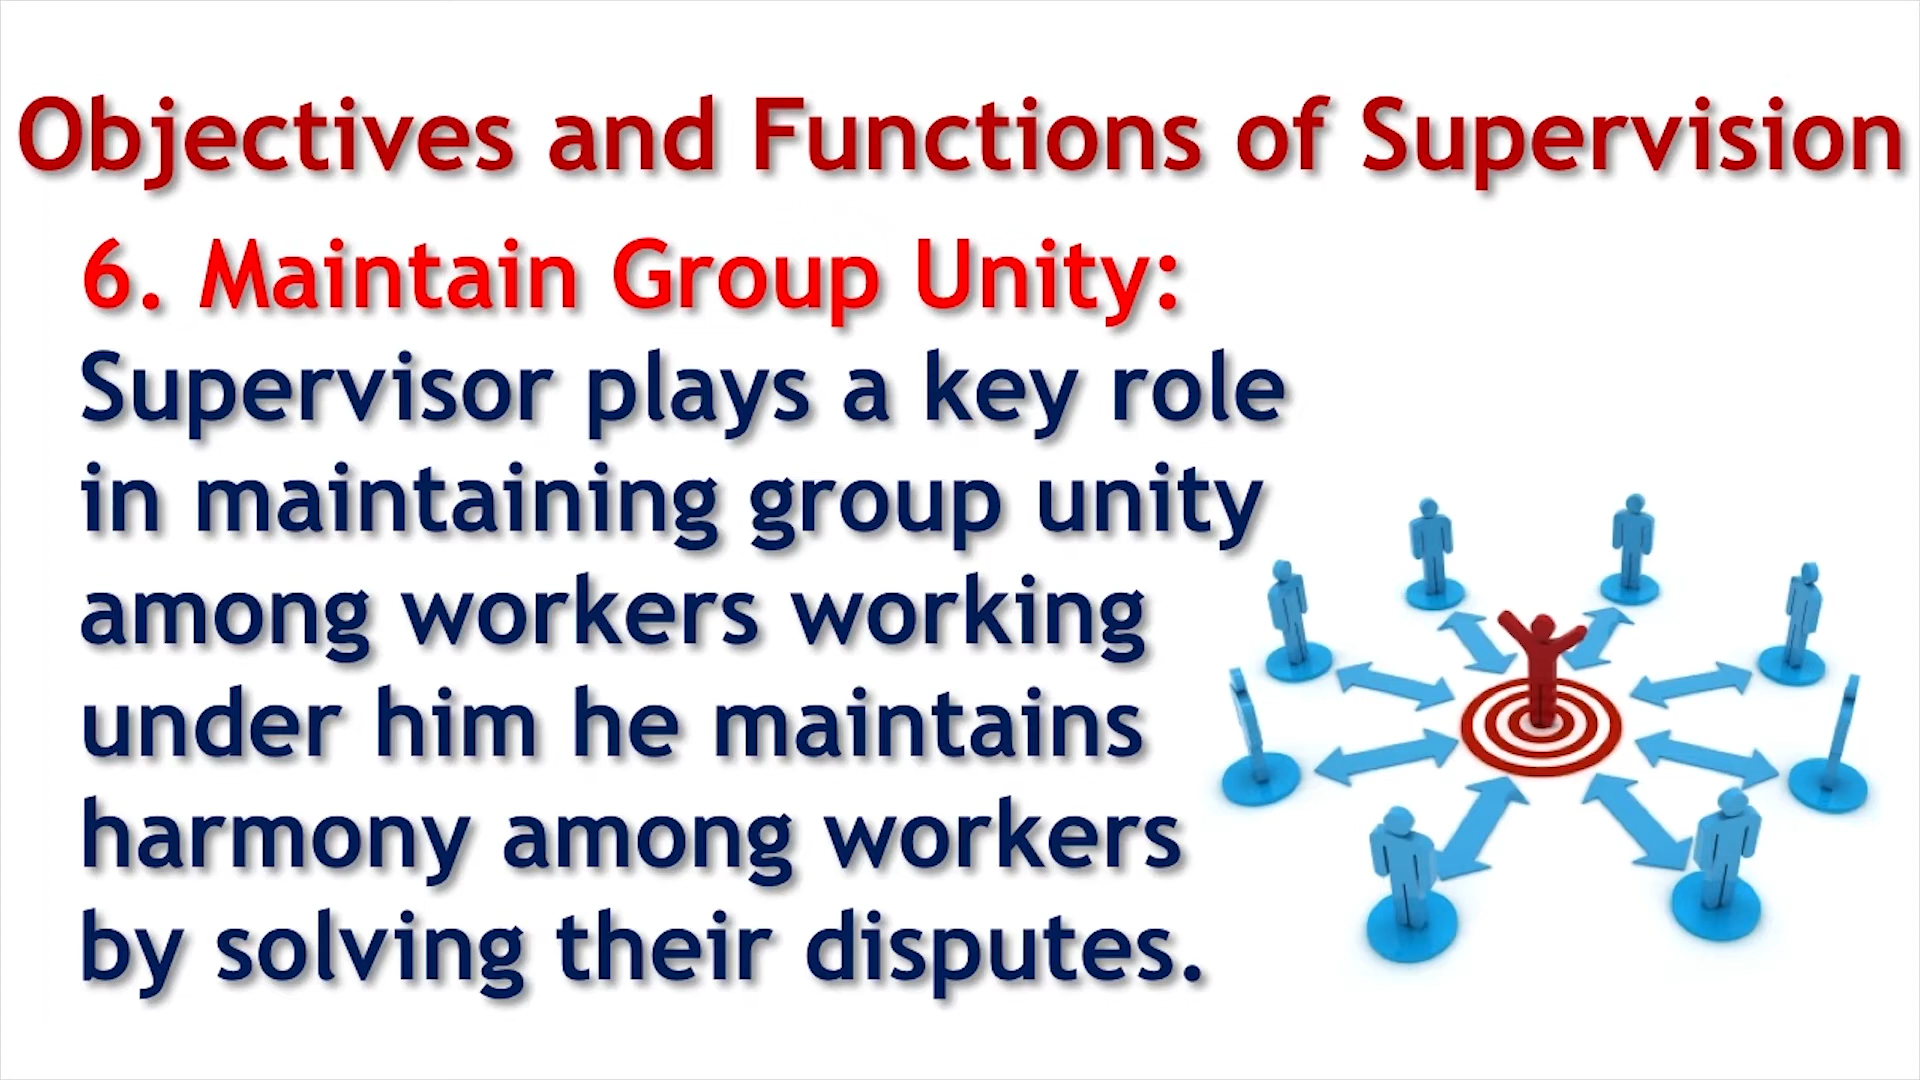 Objectives and Functions of Supervision
6. Maintain Group Unity:
Supervisor plays a key role
in maintaining group unity
among workers working
under him he maintains
harmony among workers
by solving their disputes.